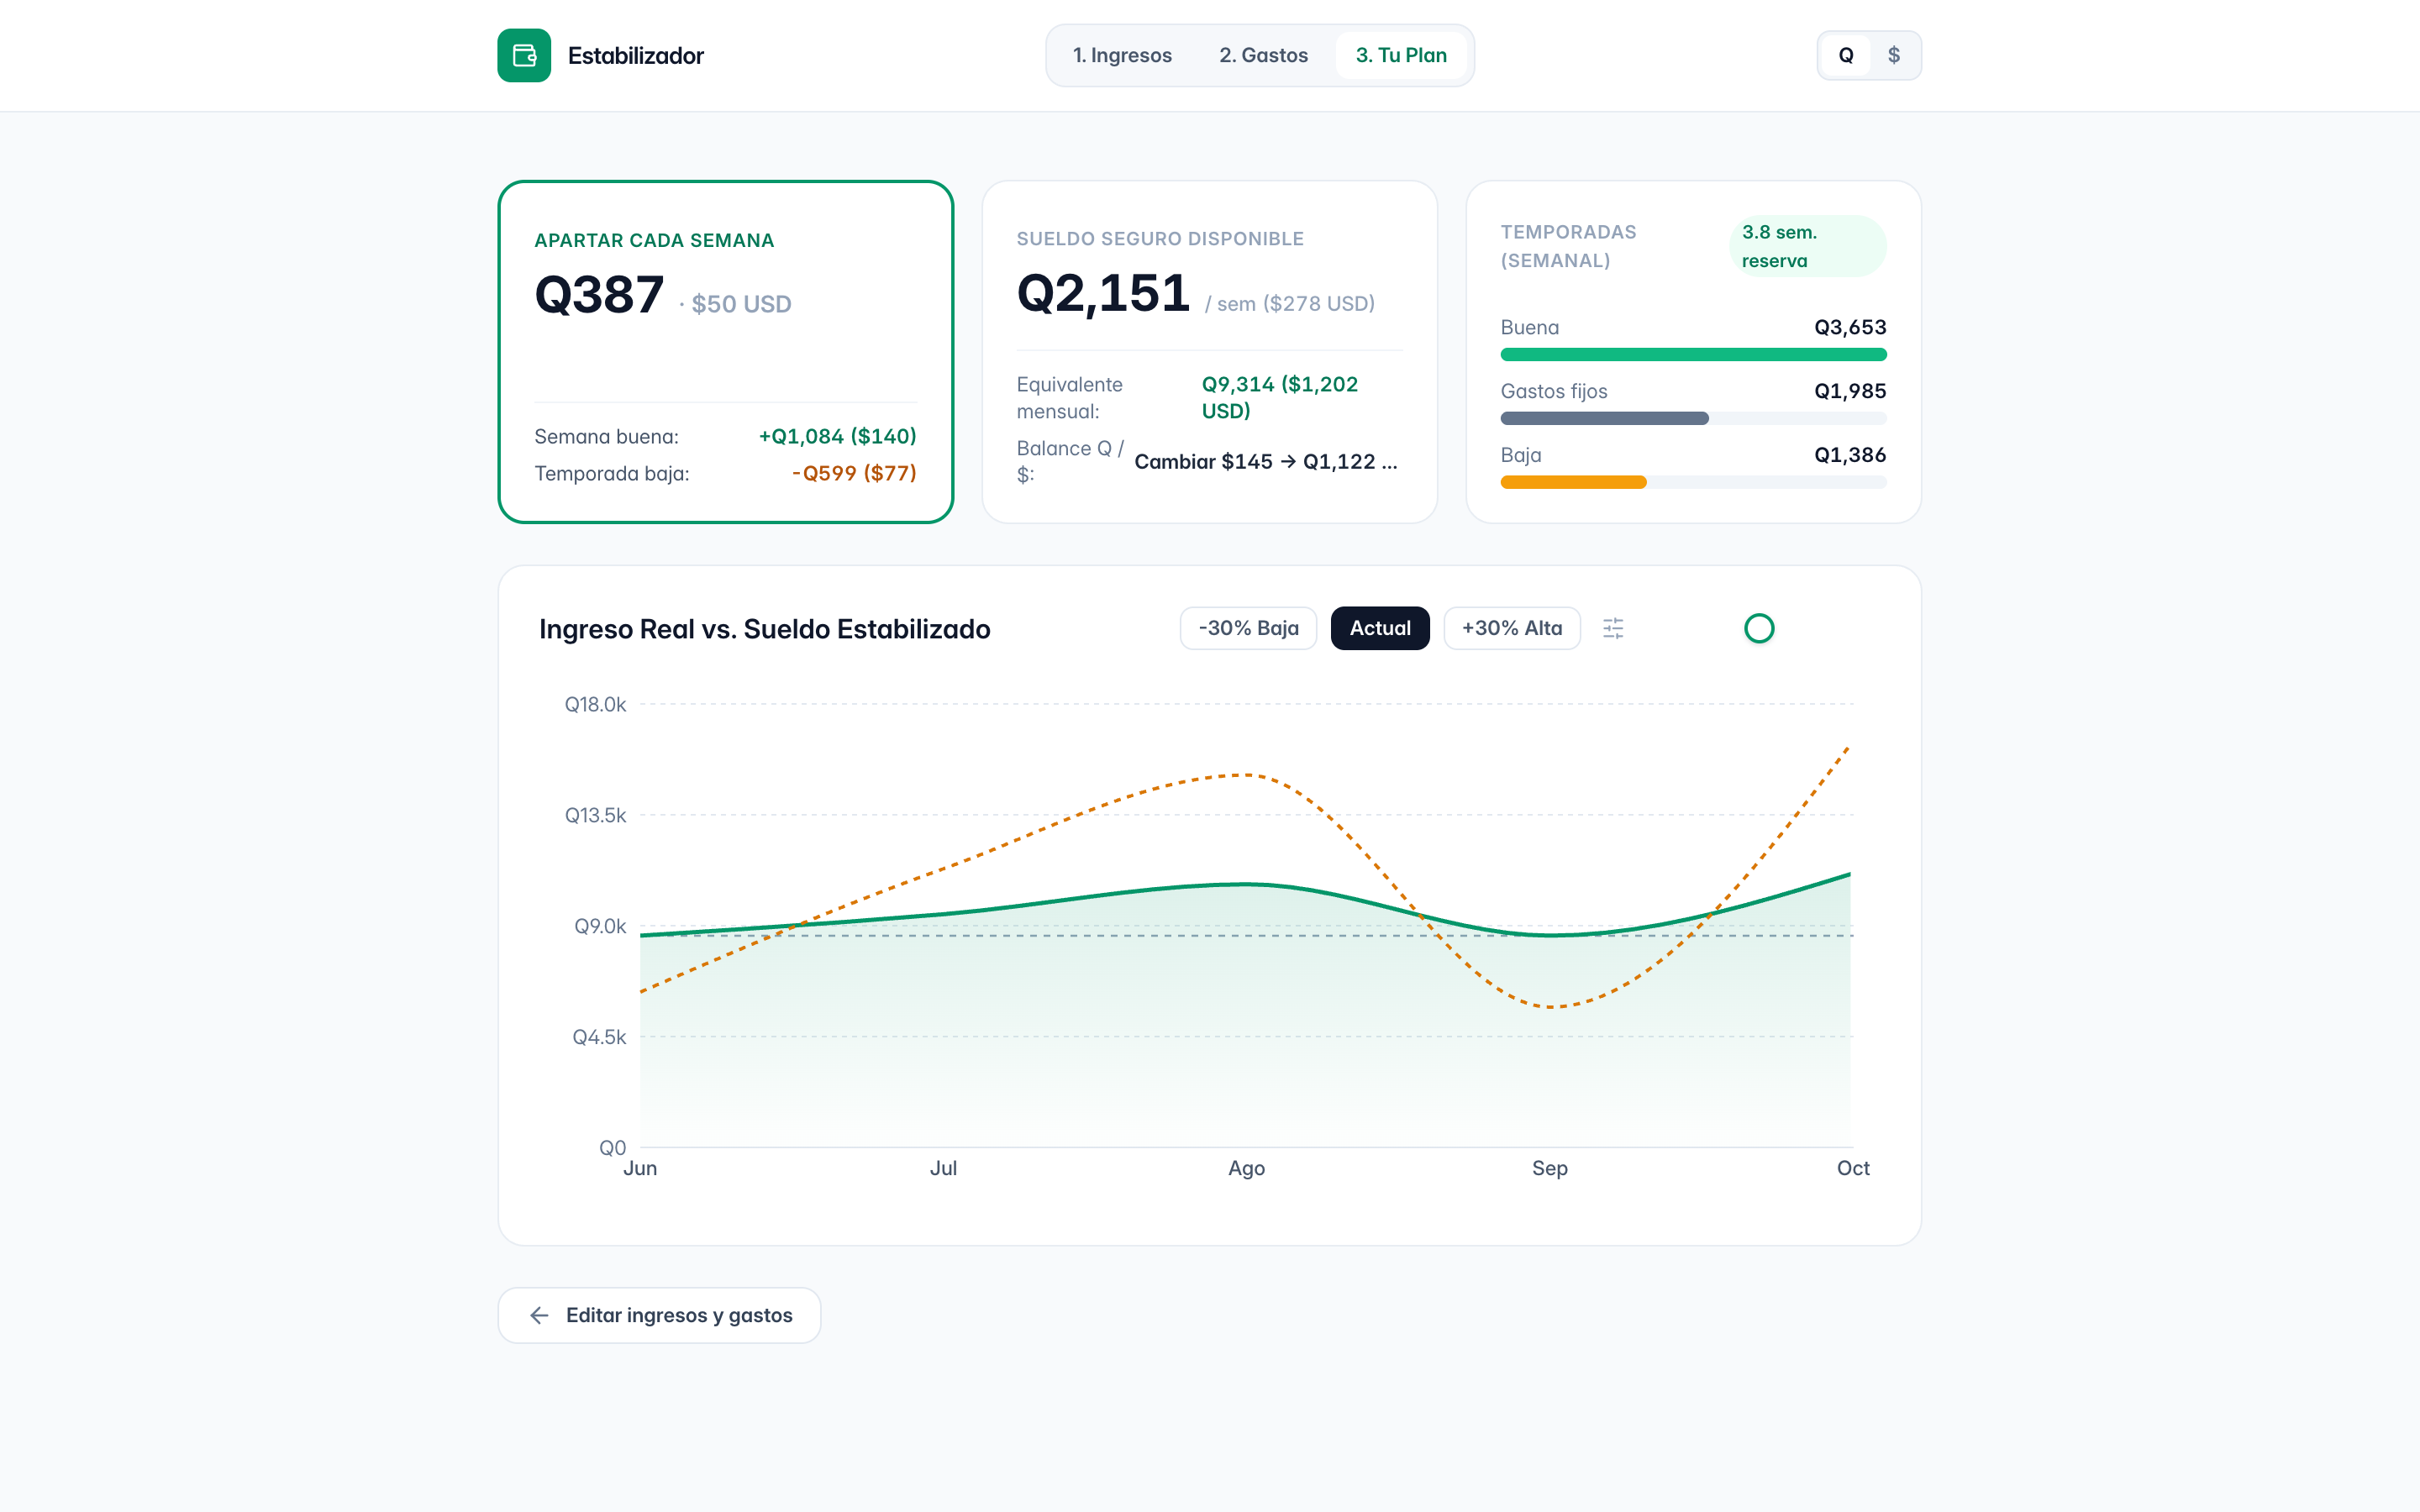 Estabilizador
1. Ingresos
2. Gastos
3. Tu Plan
Q
$
APARTAR CADA SEMANA
Q387 · $50 USD
Semana buena: +Q1,084 ($140)
Temporada baja: -Q599 ($77)
SUELDO SEGURO DISPONIBLE
Q2,151 / sem ($278 USD)
Equivalente
mensual:
Q9,314 ($1,202
USD)
Balance Q /
$:
Cambiar $145 → Q1,122 ...
TEMPORADAS
(SEMANAL)
3.8 sem.
reserva
Buena Q3,653
Gastos fijos Q1,985
Baja Q1,386
Ingreso Real vs. Sueldo Estabilizado
-30% Baja
Actual
+30% Alta
Q18.0k
Q13.5k
Q9.0k
Q4.5k
Q0
Jun
Jul
Ago
Sep
Oct
Editar ingresos y gastos